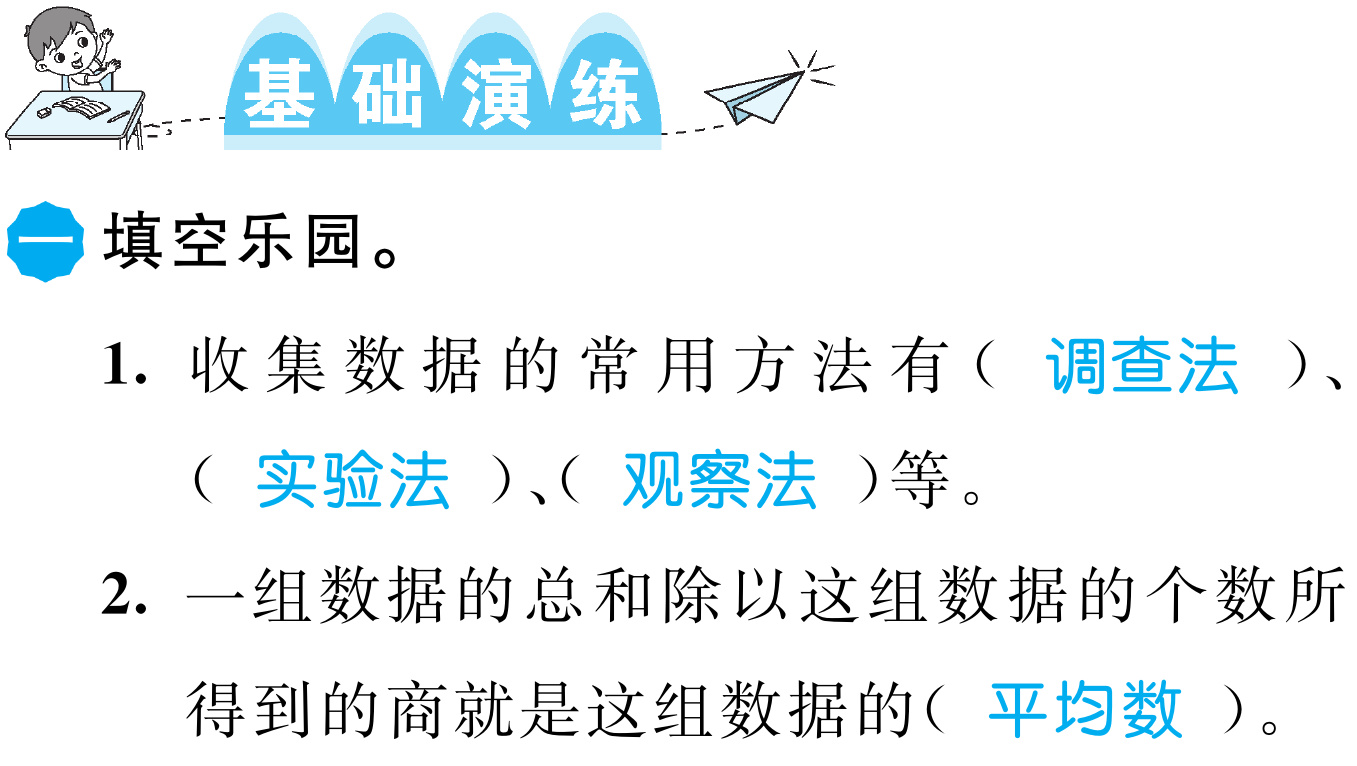 基础演练
一 填空乐园。
1. 收集数据的常用方法有( 调查法 )、
( 实验法 )、( 观察法 )等。
2. 一组数据的总和除以这组数据的个数所
得到的商就是这组数据的( 平均数 )。